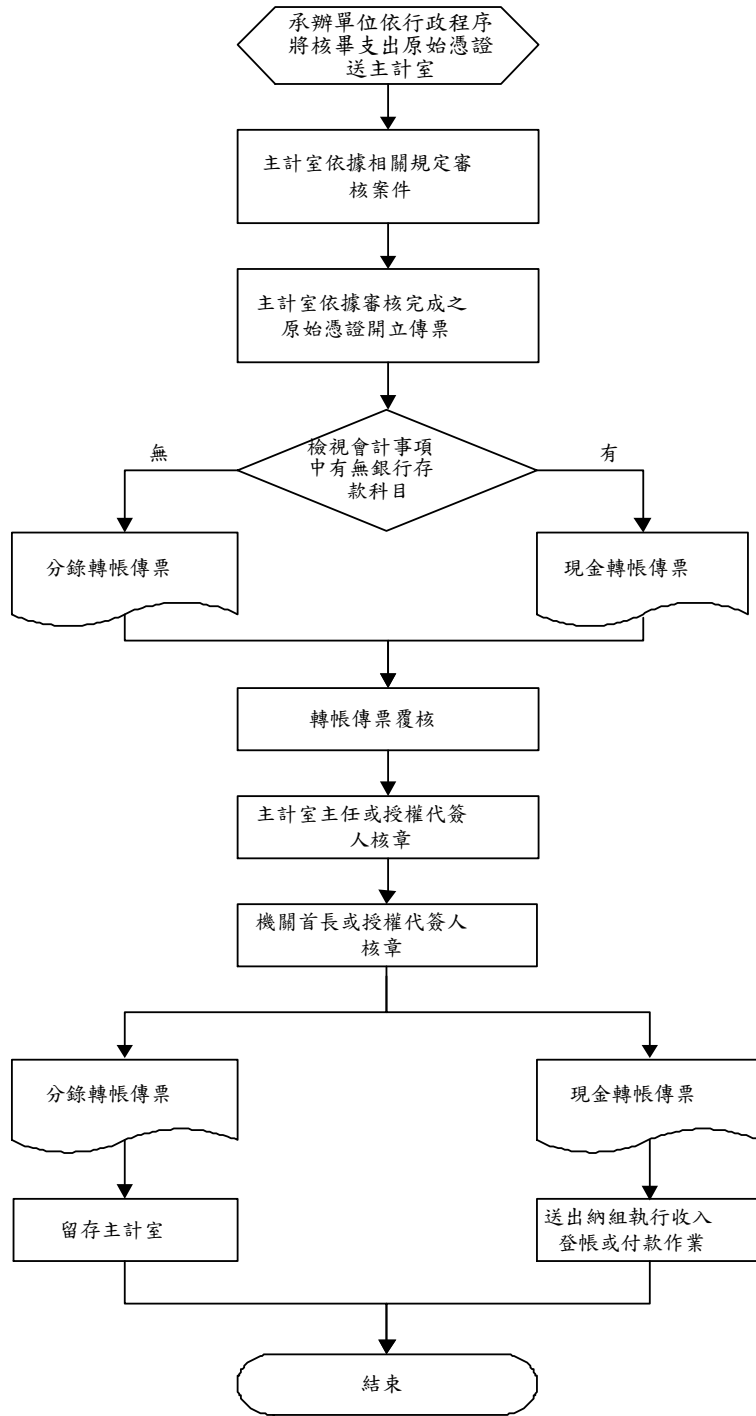 承辦單位依行政程序
將核畢支出原始憑證
送主計室
主計室依據相關規定審
核案件
主計室依據審核完成之
原始憑證開立傳票
檢視會計事項
中有無銀行存
款科目
無
有
分錄轉帳傳票
現金轉帳傳票
轉帳傳票覆核
主計室主任或授權代簽
人核章
機關首長或授權代簽人
核章
分錄轉帳傳票
現金轉帳傳票
留存主計室
送出納組執行收入
登帳或付款作業
結束